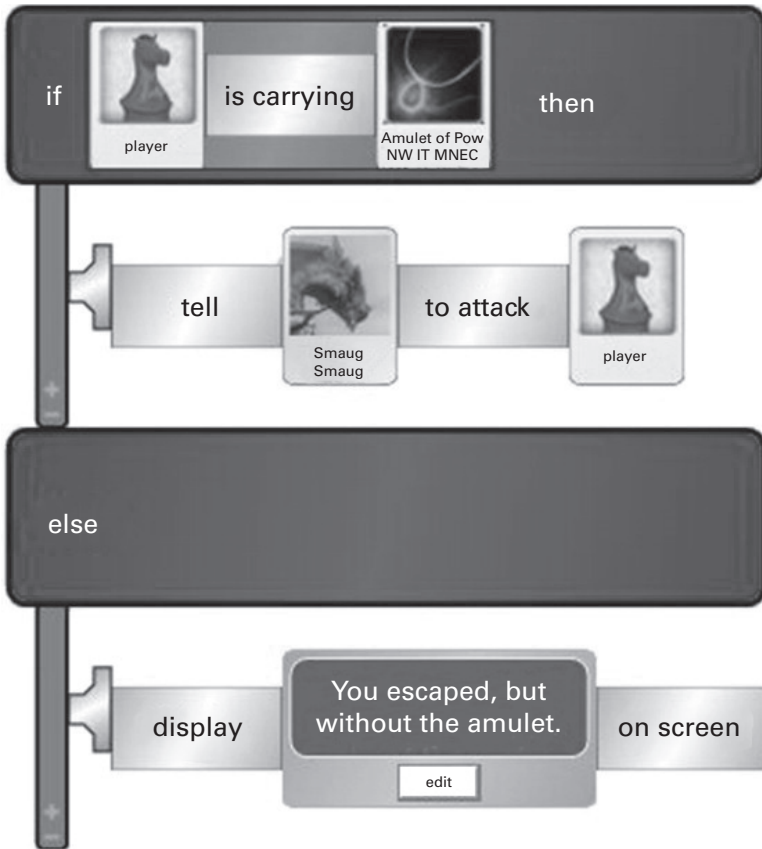 if
player
is carrying
Amulet of Pow
NW IT MNEC
then
tell
Smaug
Smaug
to attack
player
else
display
You escaped, but
without the amulet.
edit
on screen